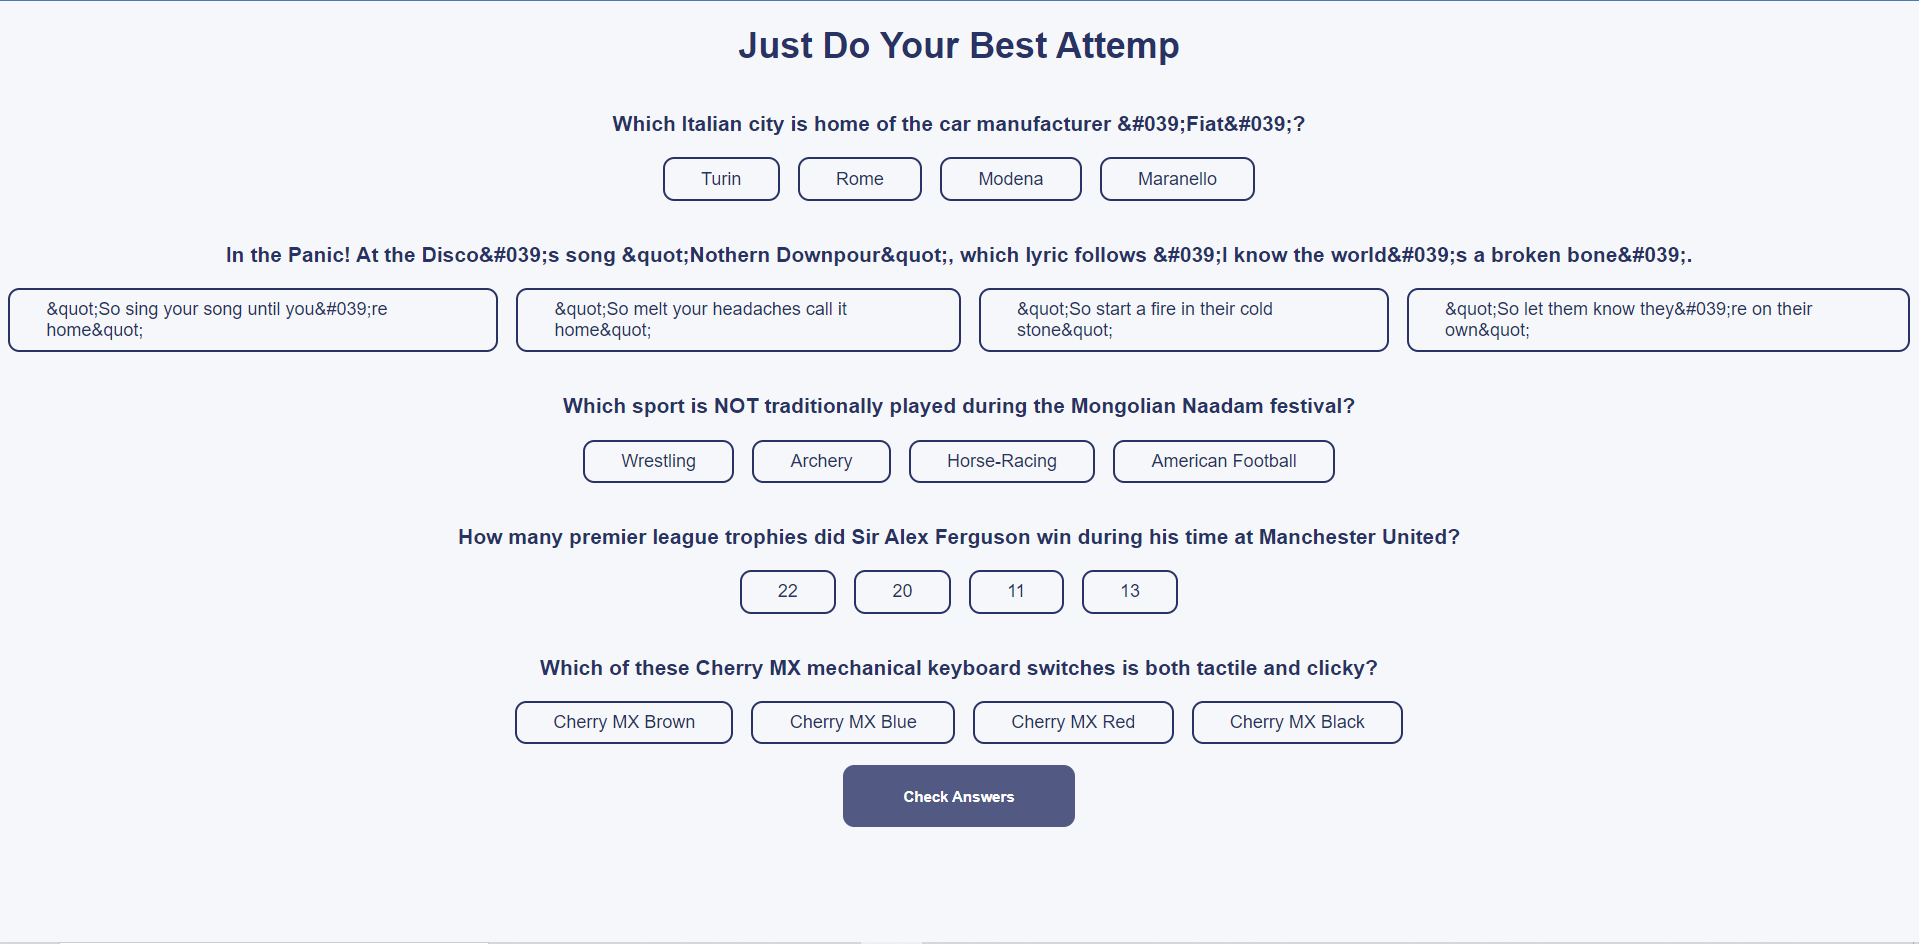 Just Do Your Best Attemp
Which Italian city is home of the car manufacturer &#039;Fiat&#039;?
Turin
Rome
Modena
Maranello
In the Panic! At the Disco&#039;s song &quot;Nothern Downpour&quot;, which lyric follows &#039;I know the world&#039;s a broken bone&#039;.
&quot;So sing your song until you&#039;re
home&quot;
&quot;So melt your headaches call it
home&quot;
&quot;So start a fire in their cold
stone&quot;
&quot;So let them know they&#039;re on their
own&quot;
Which sport is NOT traditionally played during the Mongolian Naadam festival?
Wrestling
Archery
Horse-Racing
American Football
How many premier league trophies did Sir Alex Ferguson win during his time at Manchester United?
22
20
11
13
Which of these Cherry MX mechanical keyboard switches is both tactile and clicky?
Cherry MX Brown
Cherry MX Blue
Cherry MX Red
Cherry MX Black
Check Answers